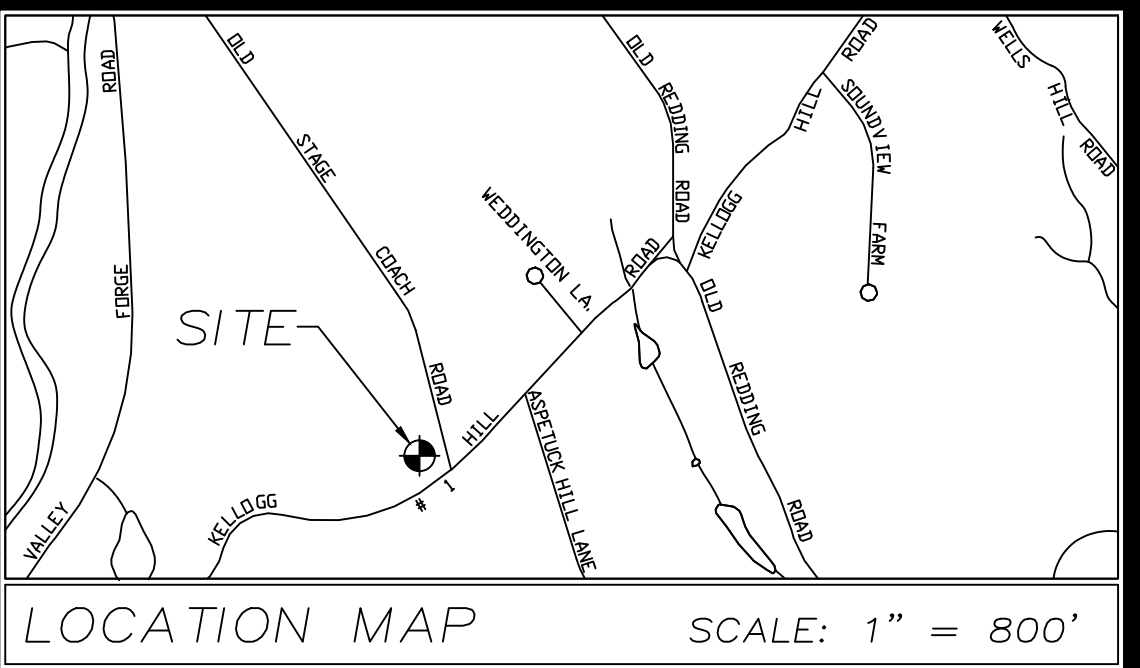 VALLEY FORGE ROAD
OLD STAGE COACH ROAD
OLD REDDING ROAD
KELLOGG HILL ROAD
SOUNDVIEW FARM
WELLS HILL ROAD
WEDDINGTON LA.
SITE
KELLOGG HILL ROAD
# 1
ASPETUCK HILL LANE
OLD REDDING ROAD
LOCATION MAP
SCALE: 1” = 800’